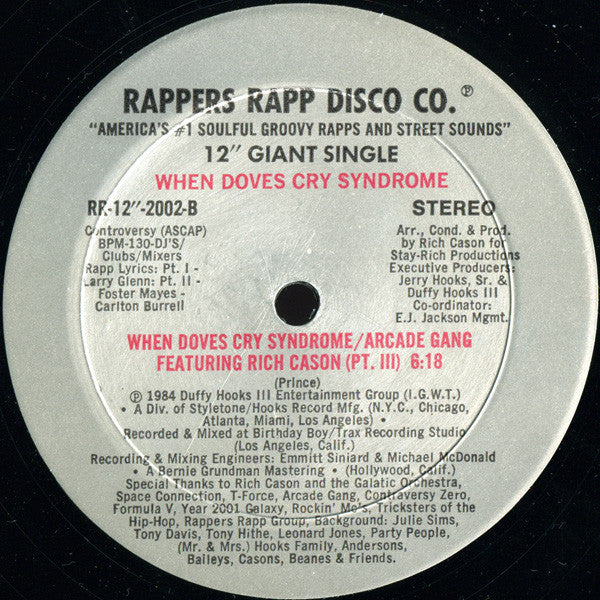 RAPPERS RAPP DISCO CO.℗
"AMERICA'S #1 SOULFUL GROOVY RAPPS AND STREET SOUNDS"
12" GIANT SINGLE
WHEN DOVES CRY SYNDROME
RR-12"-2002-B
STEREO
Controversy (ASCAP)
BPM-130-DJ'S/
Clubs/Mixers
Rapp Lyrics: Pt. I -
Larry Glenn: Pt. II -
Foster Mayes -
Carlton Burrell
Arr., Cond. & Prod.
by Rich Cason for
Stay-Rich Productions
Executive Producers:
Jerry Hooks, Sr. &
Duffy Hooks III
Co-ordinator:
E.J. Jackson Mgmt.
WHEN DOVES CRY SYNDROME/ARCADE GANG
FEATURING RICH CASON (PT. III) 6:18
(Prince)
℗ 1984 Duffy Hooks III Entertainment Group (I.G.W.T.)
• A Div. of Styletone/Hooks Record Mfg. (N.Y.C., Chicago,
Atlanta, Miami, Los Angeles) •
Recorded & Mixed at Birthday Boy/Trax Recording Studio
(Los Angeles, Calif.)
Recording & Mixing Engineers: Emmitt Siniard & Michael McDonald
• A Bernie Grundman Mastering • (Hollywood, Calif.)
Special Thanks to Rich Cason and the Galatic Orchestra,
Space Connection, T-Force, Arcade Gang, Contraversy Zero,
Formula V, Year 2001 Galaxy, Rockin' Mc's, Tricksters of the
Hip-Hop, Rappers Rapp Group, Background: Julie Sims,
Tony Davis, Tony Hithe, Leonard Jones, Party People,
(Mr. & Mrs.) Hooks Family, Andersons,
Baileys, Casons, Beanes & Friends.